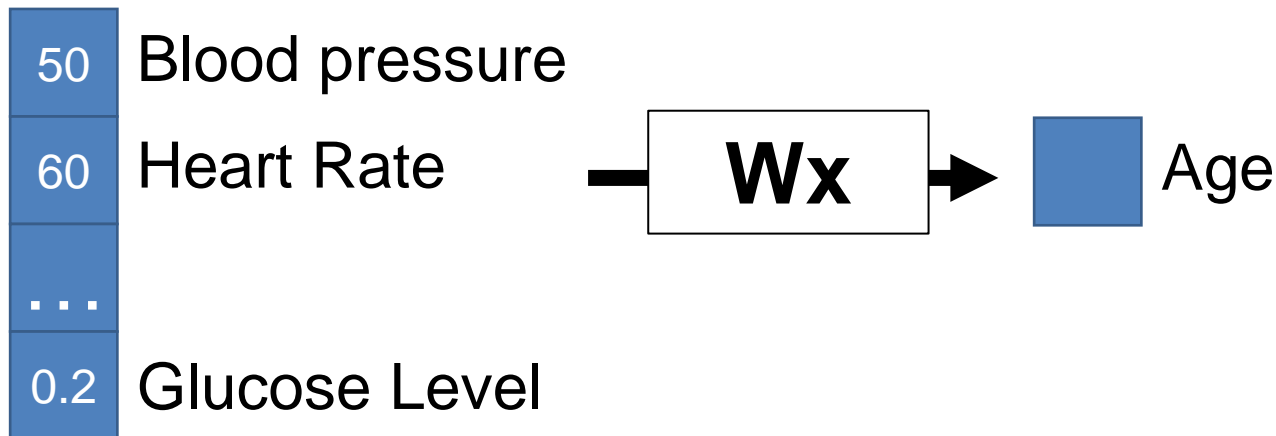 50 Blood pressure
60 Heart Rate
Wx
Age
...
0.2 Glucose Level